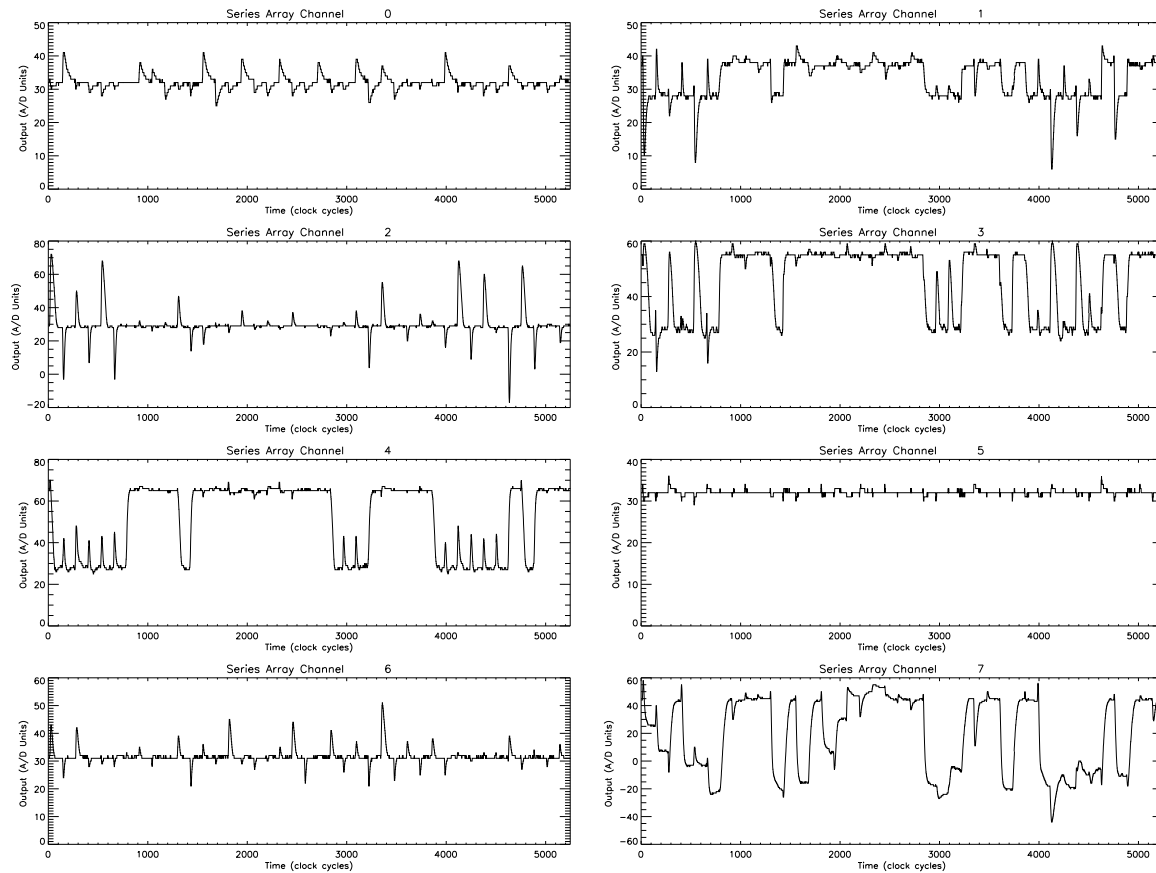 Series Array Channel 0
Output (A/D Units)
50
40
30
20
10
0
0 1000 2000 3000 4000 5000
Time (clock cycles)
Series Array Channel 1
Output (A/D Units)
50
40
30
20
10
0
0 1000 2000 3000 4000 5000
Time (clock cycles)
Series Array Channel 2
Output (A/D Units)
80
60
40
20
0
-20
0 1000 2000 3000 4000 5000
Time (clock cycles)
Series Array Channel 3
Output (A/D Units)
60
40
20
0
0 1000 2000 3000 4000 5000
Time (clock cycles)
Series Array Channel 4
Output (A/D Units)
80
60
40
20
0
0 1000 2000 3000 4000 5000
Time (clock cycles)
Series Array Channel 5
Output (A/D Units)
40
30
20
10
0
0 1000 2000 3000 4000 5000
Time (clock cycles)
Series Array Channel 6
Output (A/D Units)
60
50
40
30
20
10
0
0 1000 2000 3000 4000 5000
Time (clock cycles)
Series Array Channel 7
Output (A/D Units)
60
40
20
0
-20
-40
-60
0 1000 2000 3000 4000 5000
Time (clock cycles)